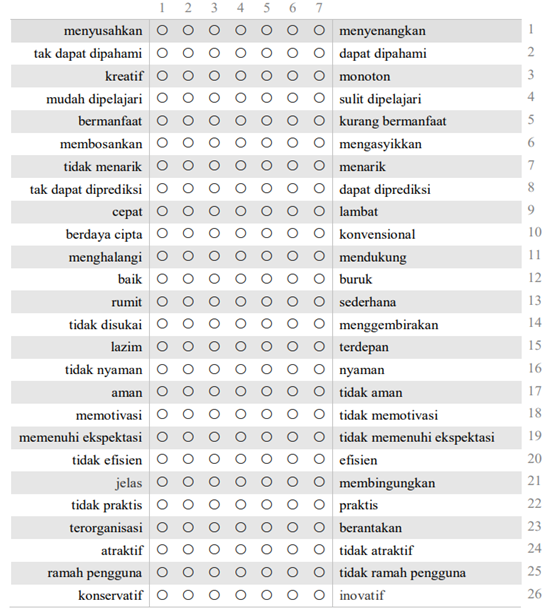 1 2 3 4 5 6 7
menyusahkan menyenangkan 1
tak dapat dipahami dapat dipahami 2
kreatif monoton 3
mudah dipelajari sulit dipelajari 4
bermanfaat kurang bermanfaat 5
membosankan mengasyikkan 6
tidak menarik menarik 7
tak dapat diprediksi dapat diprediksi 8
cepat lambat 9
berdaya cipta konvensional 10
menghalangi mendukung 11
baik buruk 12
rumit sederhana 13
tidak disukai menggembirakan 14
lazim terdepan 15
tidak nyaman nyaman 16
aman tidak aman 17
memotivasi tidak memotivasi 18
memenuhi ekspektasi tidak memenuhi ekspektasi 19
tidak efisien efisien 20
jelas membingungkan 21
tidak praktis praktis 22
terorganisasi berantakan 23
atraktif tidak atraktif 24
ramah pengguna tidak ramah pengguna 25
konservatif inovatif 26